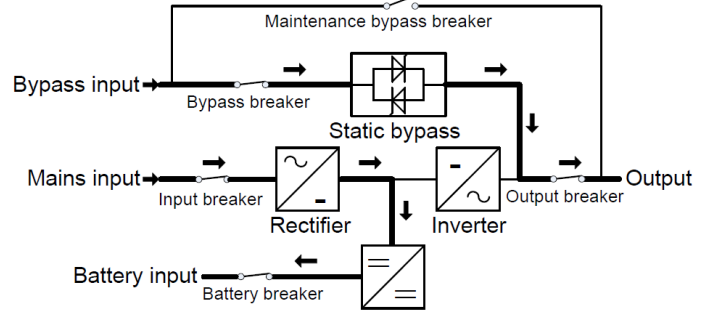 Maintenance bypass breaker
Bypass input
Bypass breaker
Static bypass
Mains input
Input breaker
Rectifier
Inverter
Output breaker
Output
Battery input
Battery breaker